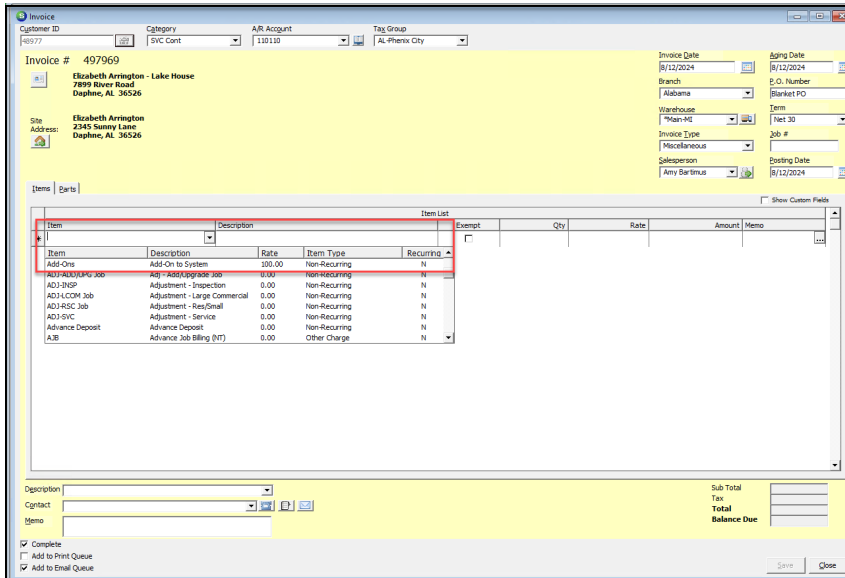 Invoice
Customer ID Category A/R Account Tax Group
48977 SVC Cont 110110 AL-Phenix City
Invoice # 497969
Elizabeth Arrington - Lake House
7899 River Road
Daphne, AL 36526
Site Address:
Elizabeth Arrington
2345 Sunny Lane
Daphne, AL 36526
Invoice Date Aging Date
8/12/2024 8/12/2024
Branch P.O. Number
Alabama Blanket PO
Warehouse Term
*Main-MI Net 30
Invoice Type Job #
Miscellaneous
Salesperson Posting Date
Amy Bartimus 8/12/2024
Items Parts
Show Custom Fields
Item List
Item Description Exempt Qty Rate Amount Memo
* ...
Item Description Rate Item Type Recurring
Add-Ons Add-On to System 100.00 Non-Recurring N
ADJ-ADD/UPG Job Adj - Add/Upgrade Job 0.00 Non-Recurring N
ADJ-INSP Adjustment - Inspection 0.00 Non-Recurring N
ADJ-LCOM Job Adjustment - Large Commercial 0.00 Non-Recurring N
ADJ-RSC Job Adjustment - Res/Small 0.00 Non-Recurring N
ADJ-SVC Adjustment - Service 0.00 Non-Recurring N
Advance Deposit Advance Deposit 0.00 Non-Recurring N
AJB Advance Job Billing (NT) 0.00 Other Charge N
Description
Contact
Memo
Sub Total
Tax
Total
Balance Due
Complete
Add to Print Queue
Add to Email Queue
Save Close